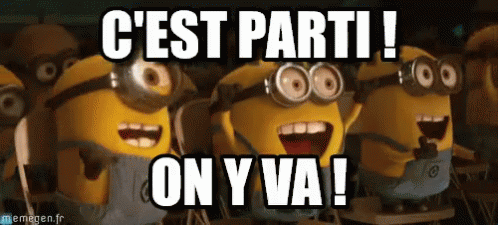 C'EST PARTI !
ON Y VA !
memegen.fr